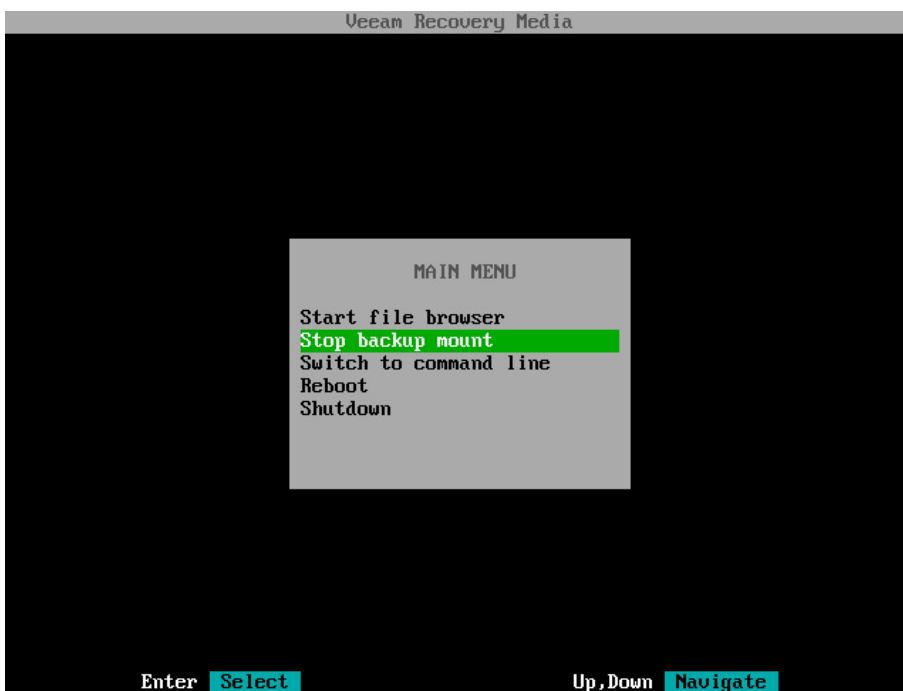 Veeam Recovery Media
MAIN MENU
Start file browser
Stop backup mount
Switch to command line
Reboot
Shutdown
Enter Select Up,Down Navigate